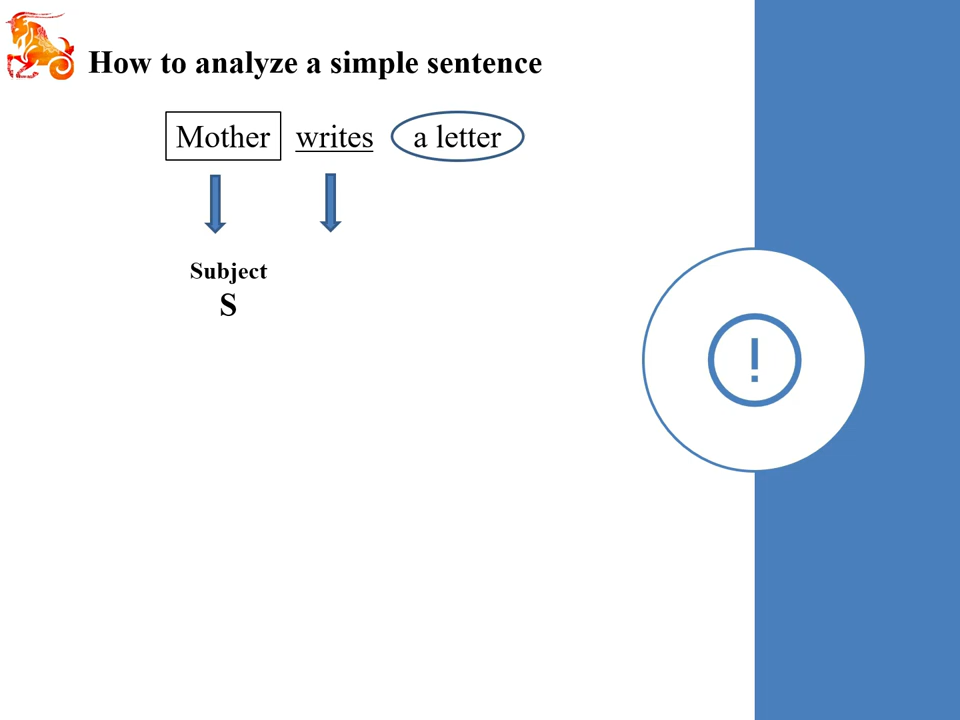 How to analyze a simple sentence
Mother writes a letter
Subject
S
!